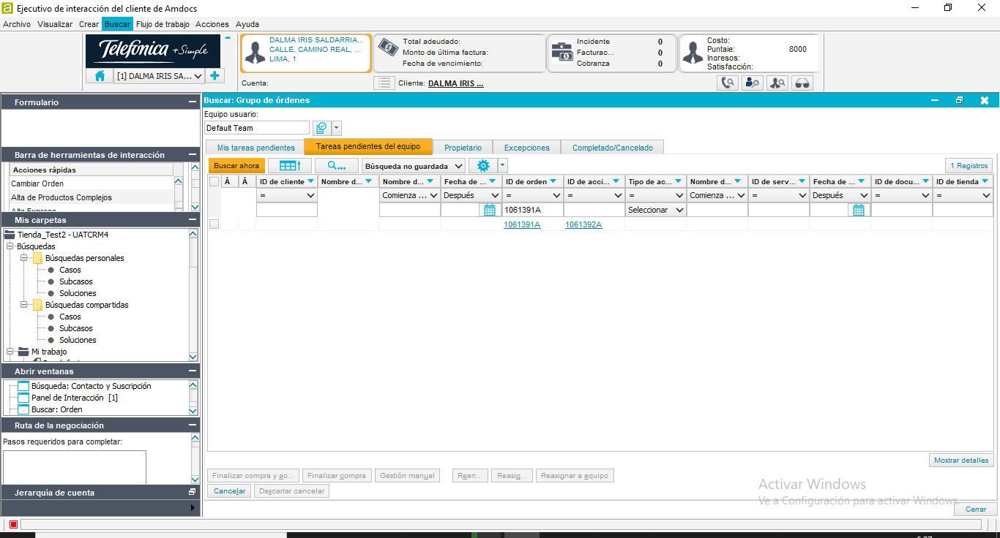 Ejecutivo de interacción del cliente de Amdocs
Archivo Visualizar Crear Buscar Flujo de trabajo Acciones Ayuda
Telefónica +Simple
[1] DALMA IRIS SA...
DALMA IRIS SALDARRIA...
CALLE, CAMINO REAL, ...
LIMA, 1
Total adeudado:
Monto de última factura:
Fecha de vencimiento:
Incidente 0
Facturac... 0
Cobranza 0
Costo:
Puntaie: 8000
Ingresos:
Satisfacción:
Cuenta:
Cliente: DALMA IRIS ...
Formulario
Barra de herramientas de interacción
Acciones rápidas
Cambiar Orden
Alta de Productos Complejos
Alta Express
Mis carpetas
Tienda_Test2 - UATCRM4
Búsquedas
Búsquedas personales
Casos
Subcasos
Soluciones
Búsquedas compartidas
Casos
Subcasos
Soluciones
Mi trabajo
Abrir ventanas
Búsqueda: Contacto y Suscripción
Panel de Interacción [1]
Buscar: Orden
Ruta de la negociación
Pasos requeridos para completar:
Jerarquía de cuenta
Buscar: Grupo de órdenes
Equipo usuario:
Default Team
Mis tareas pendientes Tareas pendientes del equipo Propietario Excepciones Completado/Cancelado
Buscar ahora ... Búsqueda no guardada 1 Registros
Â Â ID de cliente Nombre d... Nombre d... Fecha de ... ID de orden ID de acci... Tipo de ac... Nombre d... ID de serv... Fecha de ... ID de docu... ID de tienda
= Comienza ... Después = = = Comienza ... = Después = =
1061391A Seleccionar
1061391A 1061392A
Mostrar detalles
Finalizar compra y ac... Finalizar compra Gestión manual Reen... Reasig... Reasignar a equipo
Cancelar Descartar cancelar
Activar Windows
Ve a Configuración para activar Windows.
Cerrar